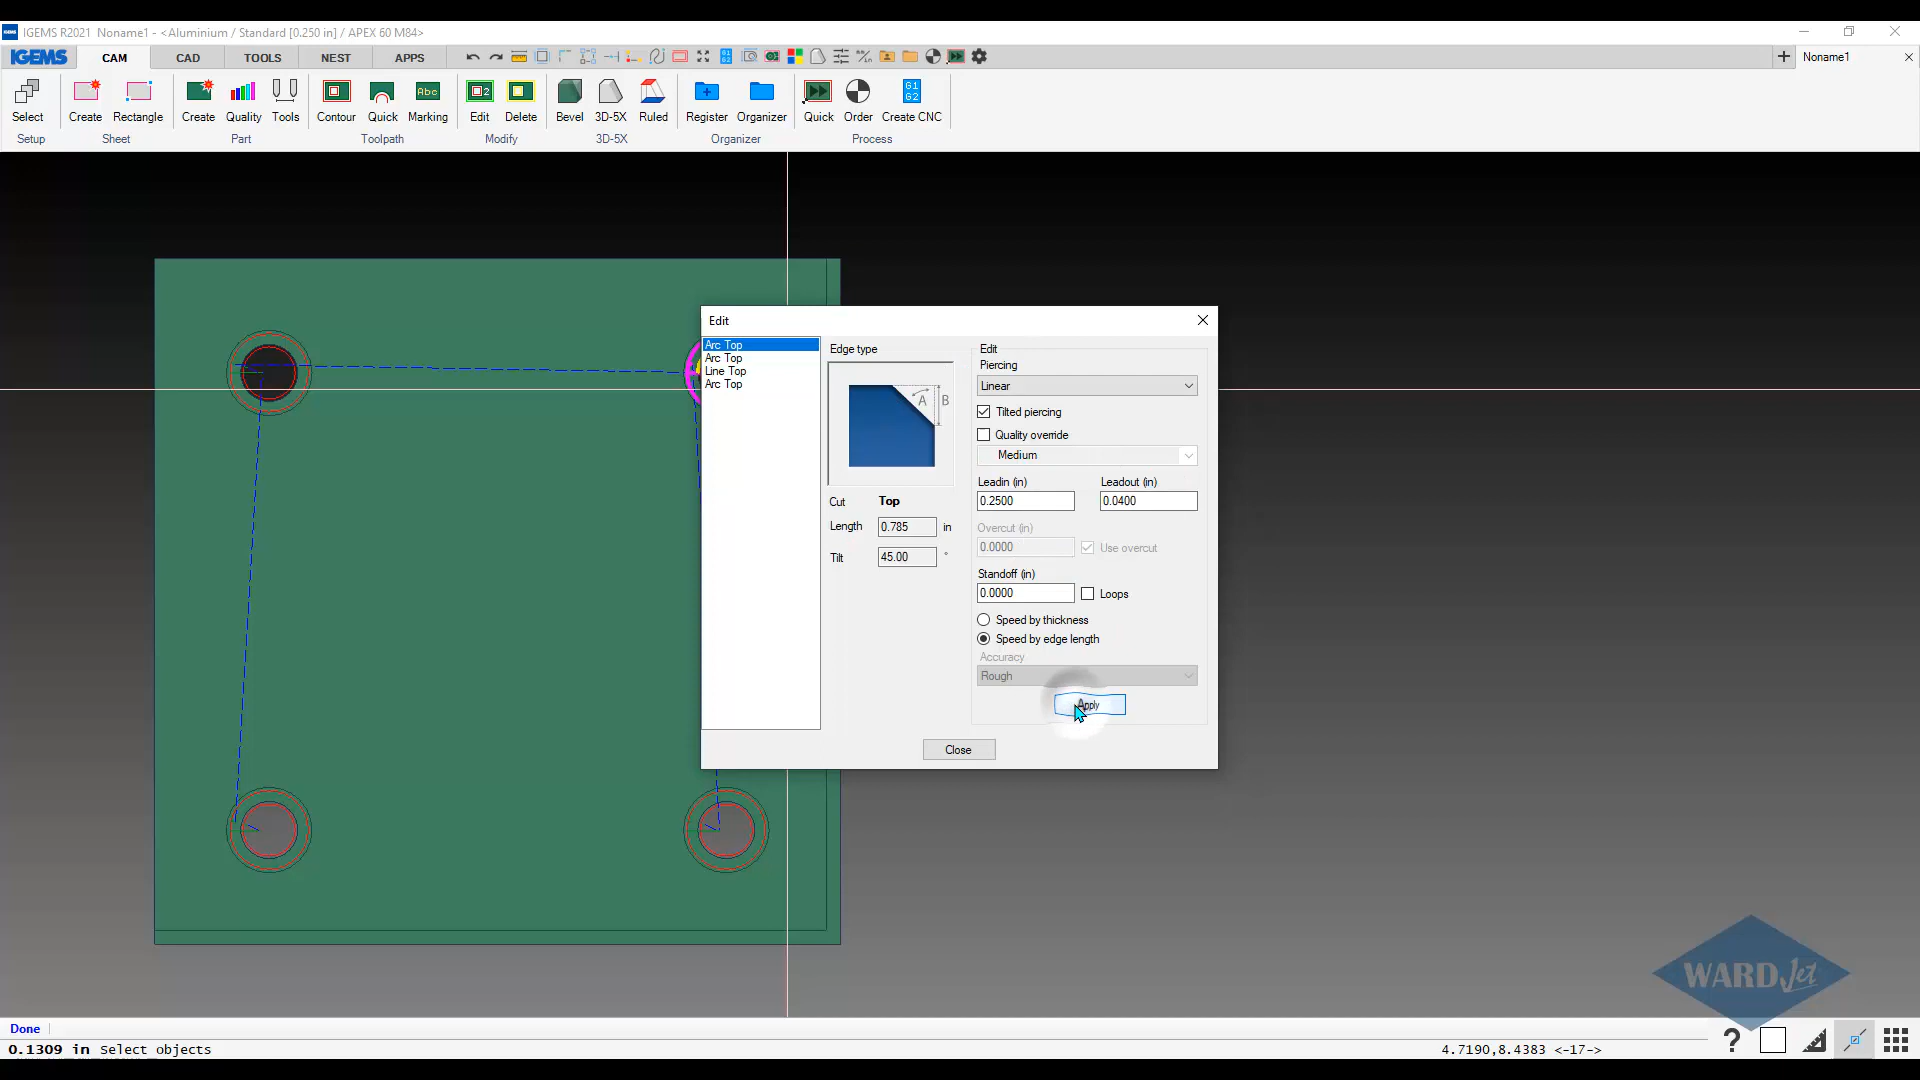 IGEMS R2021 Noname1 - <Aluminium / Standard [0.250 in] / APEX 60 M84>
IGEMS CAM CAD TOOLS NEST APPS Noname1
Select Create Rectangle Create Quality Tools Contour Quick Marking Edit Delete Bevel 3D-5X Ruled Register Organizer Quick Order Create CNC
Setup Sheet Part Toolpath Modify 3D-5X Organizer Process
Edit
Arc Top
Arc Top
Line Top
Arc Top
Edge type
A B
Cut Top
Length 0.785 in
Tilt 45.00 °
Edit
Piercing
Linear
Tilted piercing
Quality override
Medium
Leadin (in) Leadout (in)
0.2500 0.0400
Overcut (in)
0.0000 Use overcut
Standoff (in)
0.0000 Loops
Speed by thickness
Speed by edge length
Accuracy
Rough
Apply
Close
WARDJet
Done
0.1309 in Select objects 4.7190,8.4383 <-17->